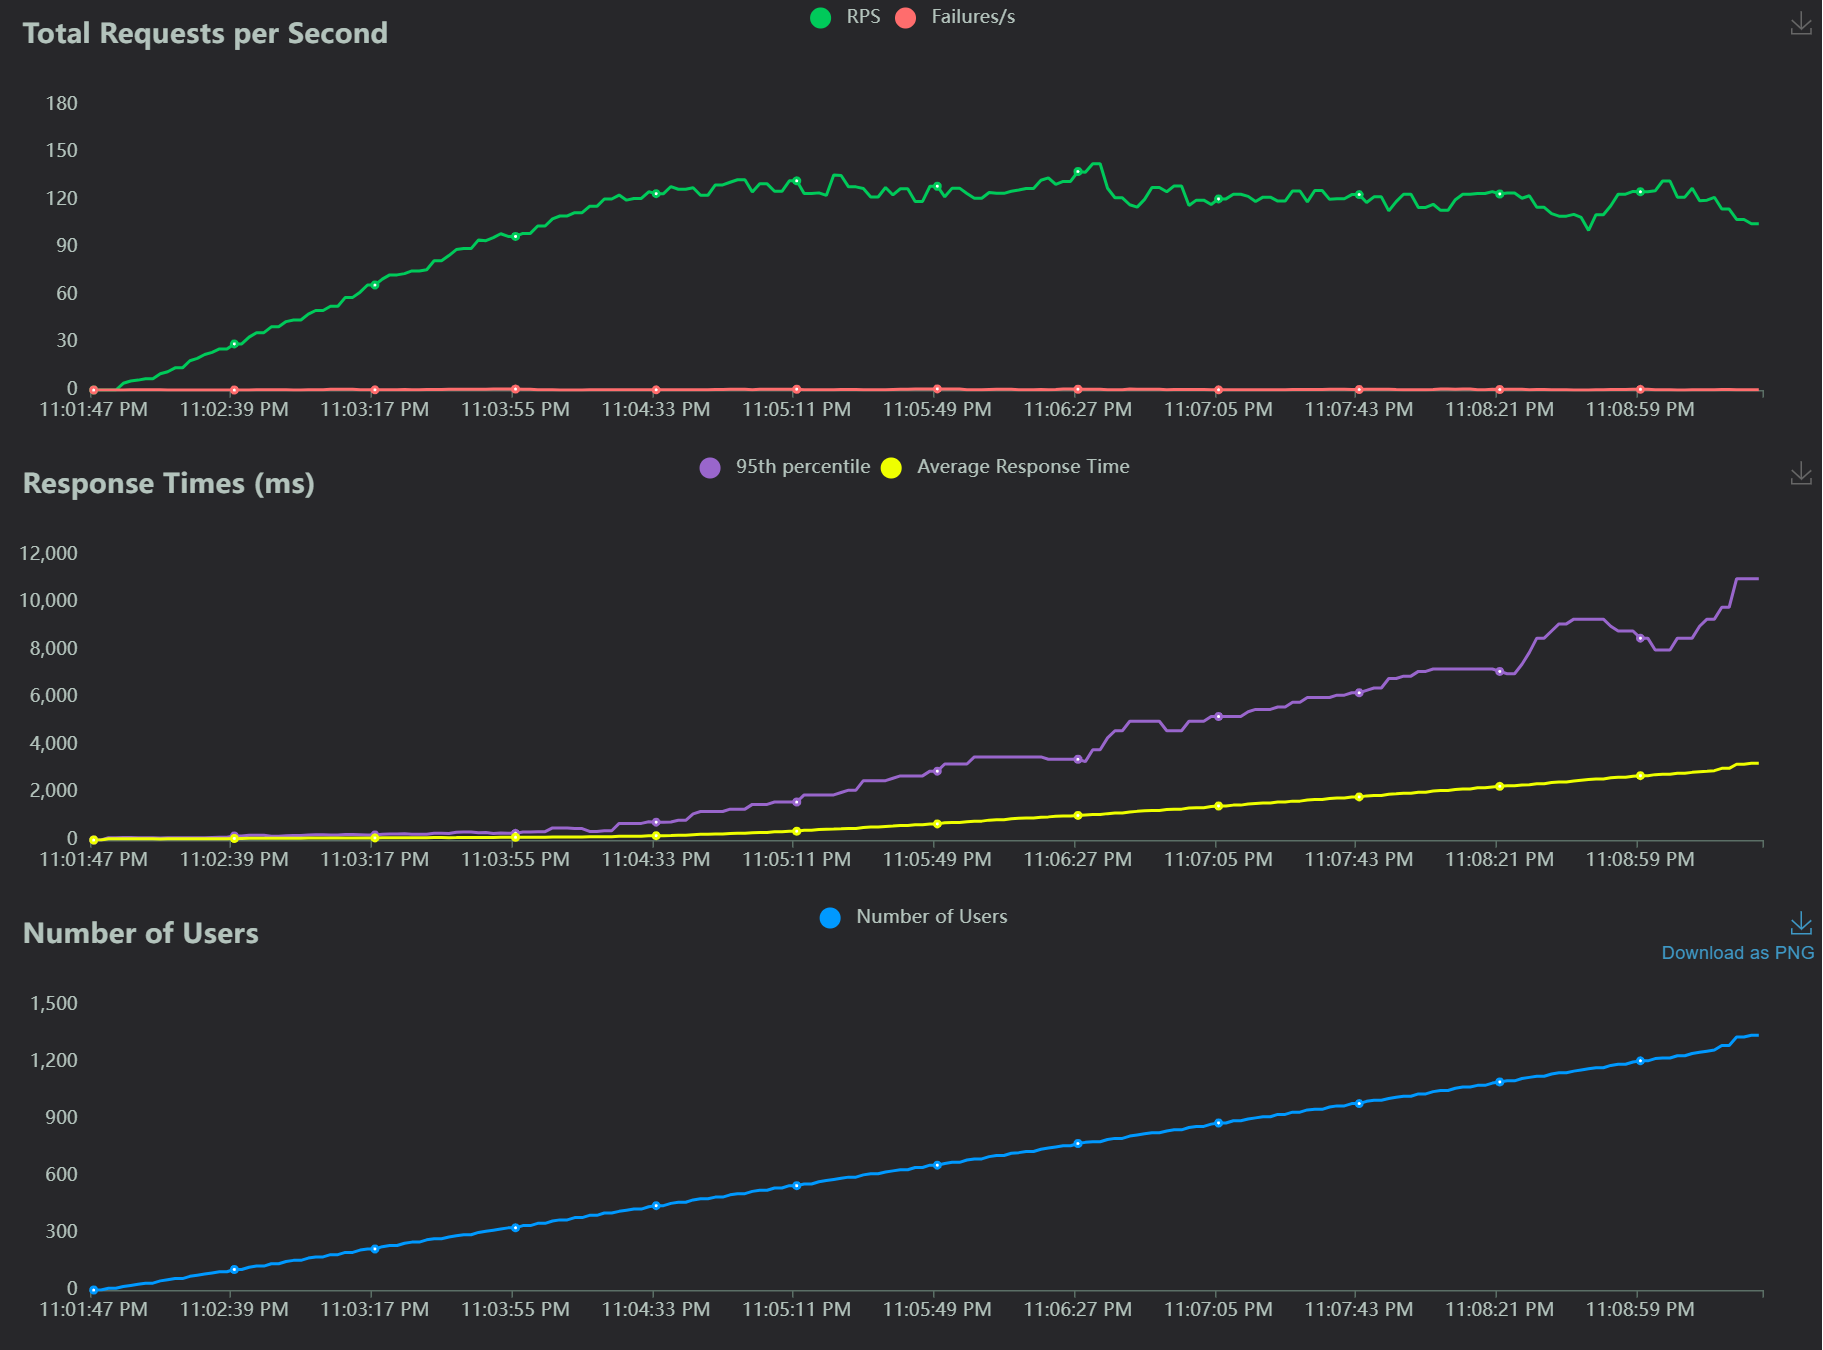 Total Requests per Second
RPS Failures/s
180
150
120
90
60
30
0
11:01:47 PM 11:02:39 PM 11:03:17 PM 11:03:55 PM 11:04:33 PM 11:05:11 PM 11:05:49 PM 11:06:27 PM 11:07:05 PM 11:07:43 PM 11:08:21 PM 11:08:59 PM
Response Times (ms)
95th percentile Average Response Time
12,000
10,000
8,000
6,000
4,000
2,000
0
11:01:47 PM 11:02:39 PM 11:03:17 PM 11:03:55 PM 11:04:33 PM 11:05:11 PM 11:05:49 PM 11:06:27 PM 11:07:05 PM 11:07:43 PM 11:08:21 PM 11:08:59 PM
Number of Users
Number of Users
Download as PNG
1,500
1,200
900
600
300
0
11:01:47 PM 11:02:39 PM 11:03:17 PM 11:03:55 PM 11:04:33 PM 11:05:11 PM 11:05:49 PM 11:06:27 PM 11:07:05 PM 11:07:43 PM 11:08:21 PM 11:08:59 PM